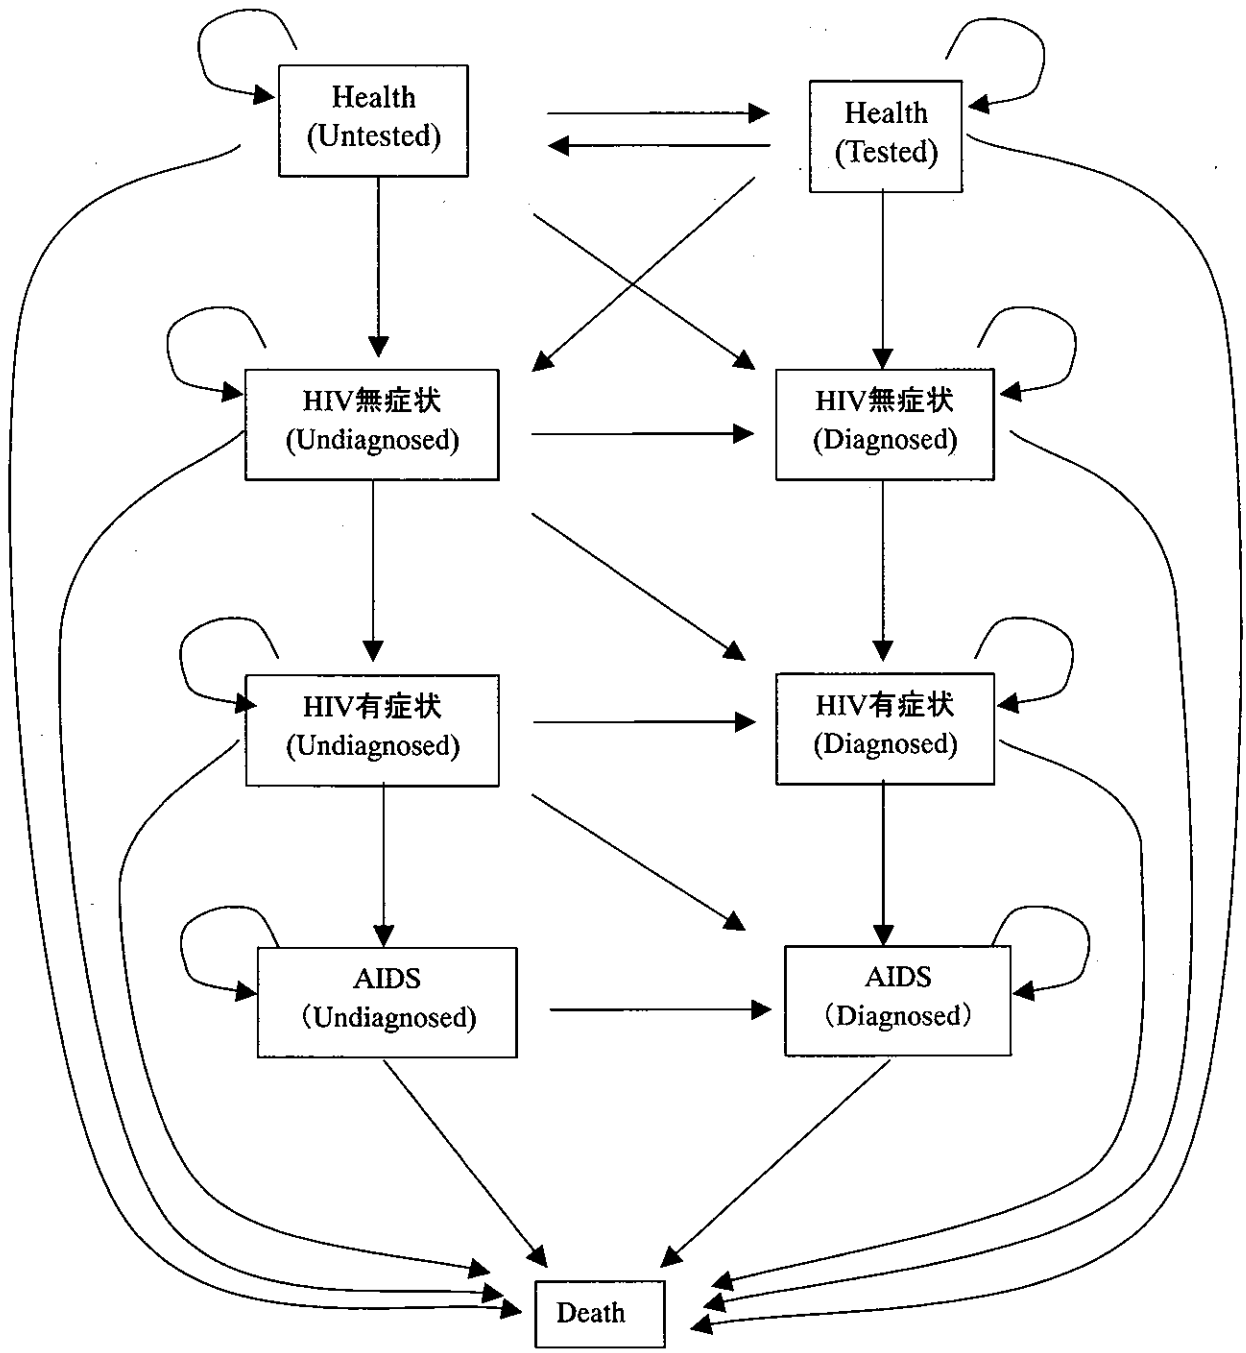 Health
(Untested)
Health
(Tested)
HIV無症状
(Undiagnosed)
HIV無症状
(Diagnosed)
HIV有症状
(Undiagnosed)
HIV有症状
(Diagnosed)
AIDS
（Undiagnosed)
AIDS
（Diagnosed）
Death